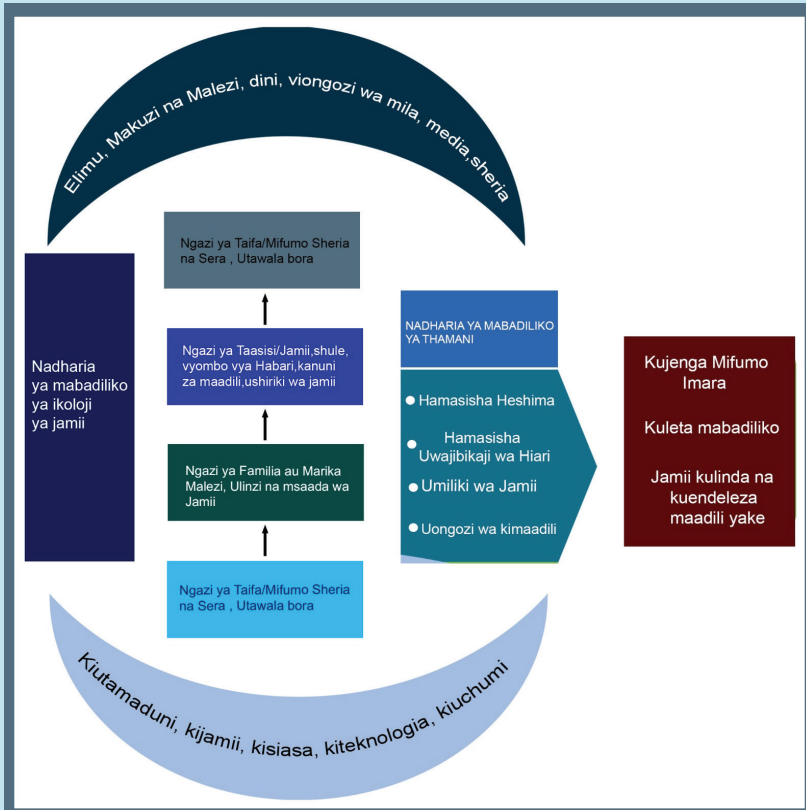 Elimu, Makuzi na Malezi, dini, viongozi wa mila, media,sheria
Ngazi ya Taifa/Mifumo Sheria
na Sera , Utawala bora
Nadharia
ya mabadiliko
ya ikoloji
ya jamii
Ngazi ya Taasisi/Jamii,shule,
vyombo vya Habari,kanuni
za maadili,ushiriki wa jamii
Ngazi ya Familia au Marika
Malezi, Ulinzi na msaada wa
Jamii
Ngazi ya Taifa/Mifumo Sheria
na Sera , Utawala bora
NADHARIA YA MABADILIKO
YA THAMANI
Hamasisha Heshima
Hamasisha
Uwajibikaji wa Hiari
Umiliki wa Jamii
Uongozi wa kimaadili
Kujenga Mifumo
Imara
Kuleta mabadiliko
Jamii kulinda na
kuendeleza
maadili yake
Kiutamaduni, kijamii, kisiasa, kiteknologia, kiuchumi